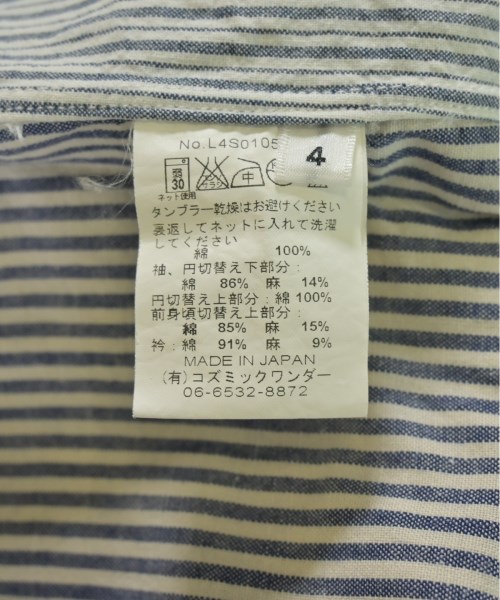 No.L4S0105
4
30
ネット使用
タンブラー乾燥はお避けください
裏返してネットに入れて洗濯
してください
綿 100%
袖、円切替え下部分:
綿 86% 麻 14%
円切替え上部分:綿 100%
前身頃切替え上部分:
綿 85% 麻 15%
衿:綿 91% 麻 9%
MADE IN JAPAN
(有)コズミックワンダー
06-6532-8872